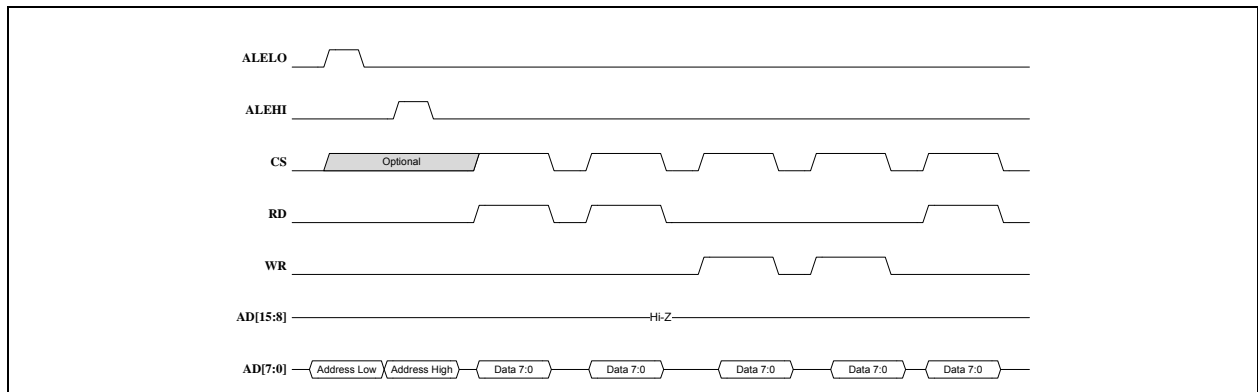 ALELO
ALEHI
CS Optional
RD
WR
AD[15:8] Hi-Z
AD[7:0] Address Low Address High Data 7:0 Data 7:0 Data 7:0 Data 7:0 Data 7:0